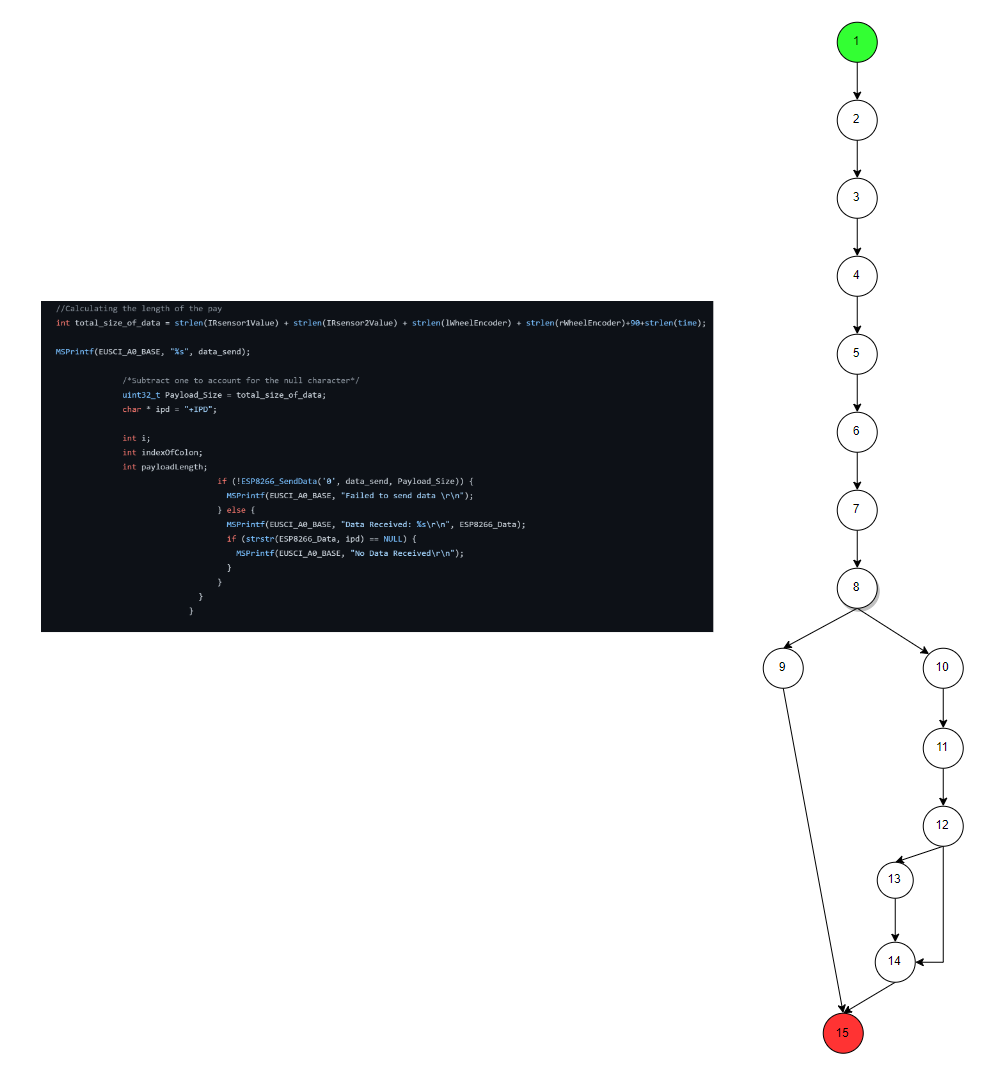 //Calculating the length of the pay
int total_size_of_data = strlen(IRsensor1Value) + strlen(IRsensor2Value) + strlen(lWheelEncoder) + strlen(rWheelEncoder)+90+strlen(time);
MSPrintf(EUSCI_A0_BASE, "%s", data_send);
/*Subtract one to account for the null character*/
uint32_t Payload_Size = total_size_of_data;
char * ipd = "+IPD";
int i;
int indexOfColon;
int payloadLength;
if (!ESP8266_SendData('0', data_send, Payload_Size)) {
MSPrintf(EUSCI_A0_BASE, "Failed to send data \r\n");
} else {
MSPrintf(EUSCI_A0_BASE, "Data Received: %s\r\n", ESP8266_Data);
if (strstr(ESP8266_Data, ipd) == NULL) {
MSPrintf(EUSCI_A0_BASE, "No Data Received\r\n");
}
}
}
}
1
2
3
4
5
6
7
8
9
10
11
12
13
14
15